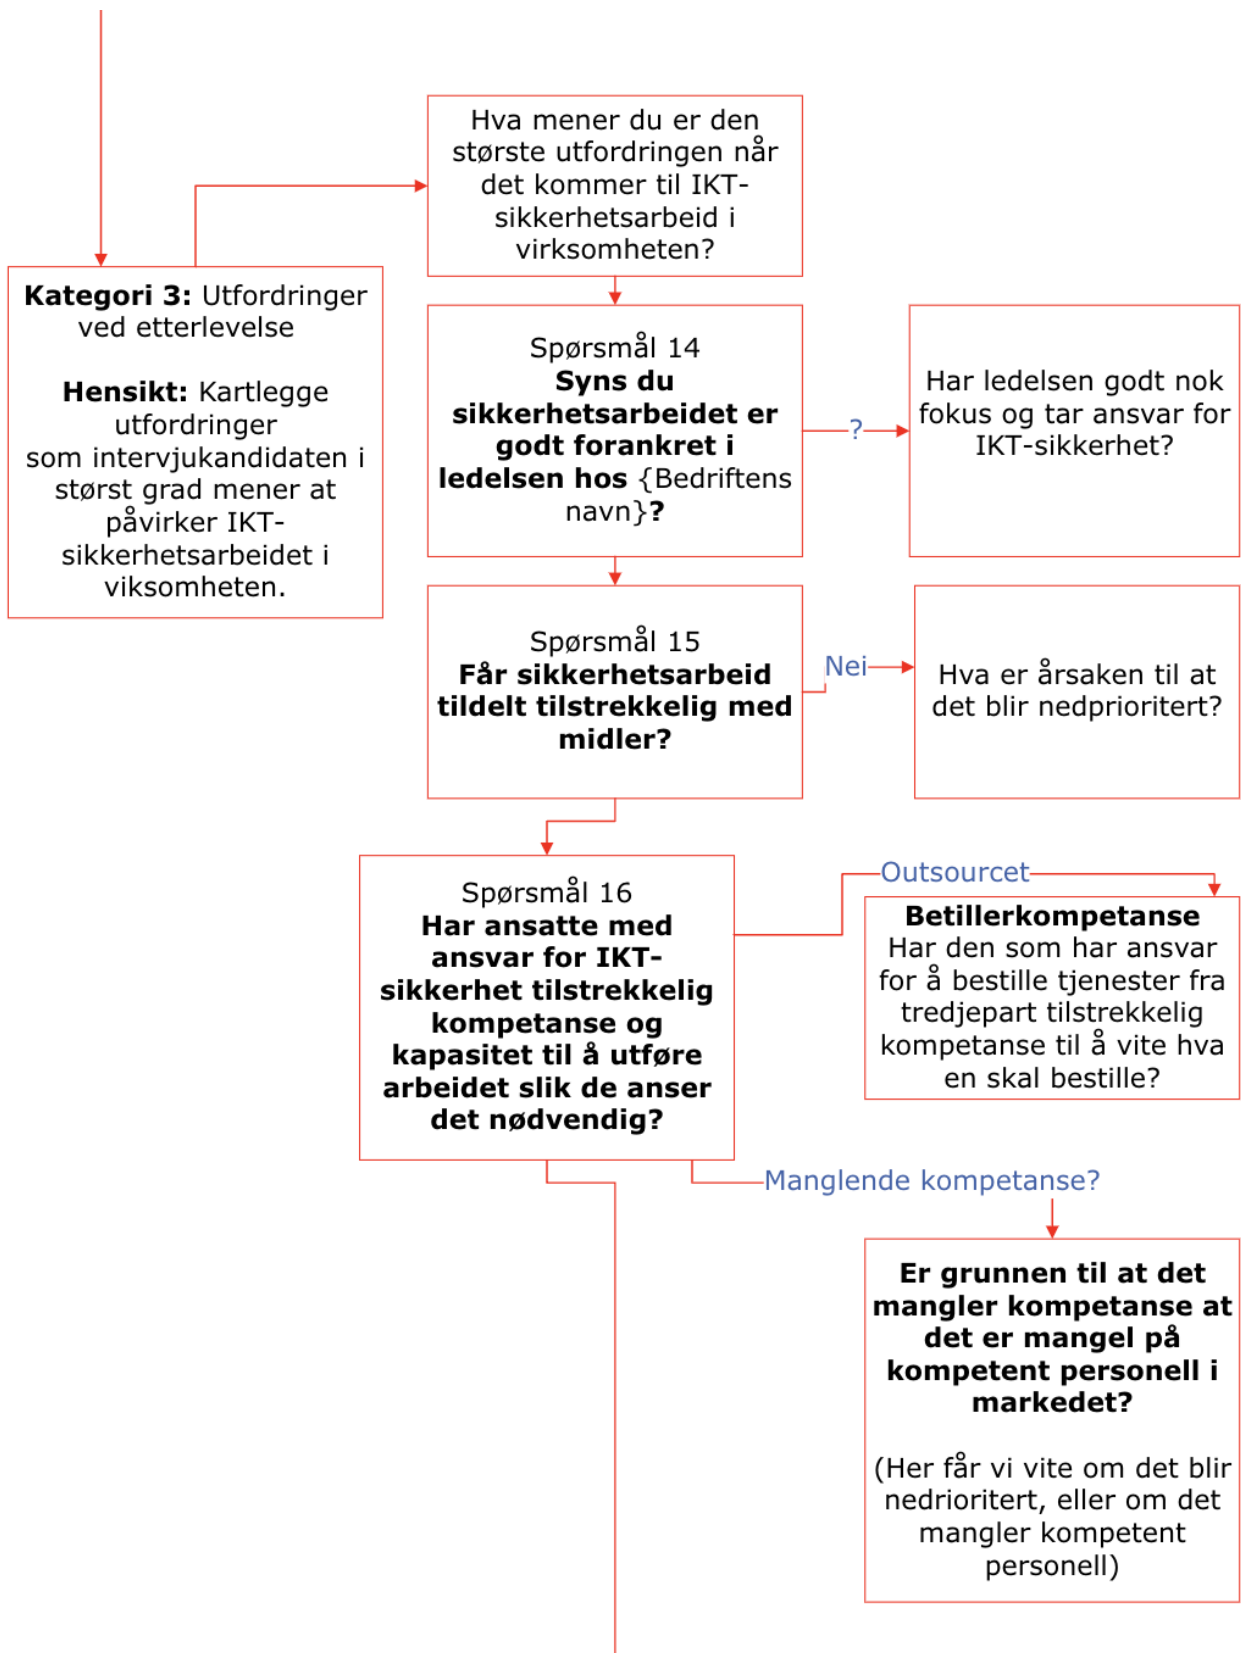 Hva mener du er den
største utfordringen når
det kommer til IKT-
sikkerhetsarbeid i
virksomheten?
Kategori 3: Utfordringer
ved etterlevelse
Hensikt: Kartlegge
utfordringer
som intervjukandidaten i
størst grad mener at
påvirker IKT-
sikkerhetsarbeidet i
viksomheten.
Spørsmål 14
Syns du
sikkerhetsarbeidet er
godt forankret i
ledelsen hos {Bedriftens
navn}?
?
Har ledelsen godt nok
fokus og tar ansvar for
IKT-sikkerhet?
Spørsmål 15
Får sikkerhetsarbeid
tildelt tilstrekkelig med
midler?
Nei
Hva er årsaken til at
det blir nedprioritert?
Spørsmål 16
Har ansatte med
ansvar for IKT-
sikkerhet tilstrekkelig
kompetanse og
kapasitet til å utføre
arbeidet slik de anser
det nødvendig?
Outsourcet
Betillerkompetanse
Har den som har ansvar
for å bestille tjenester fra
tredjepart tilstrekkelig
kompetanse til å vite hva
en skal bestille?
Manglende kompetanse?
Er grunnen til at det
mangler kompetanse at
det er mangel på
kompetent personell i
markedet?
(Her får vi vite om det blir
nedrioritert, eller om det
mangler kompetent
personell)